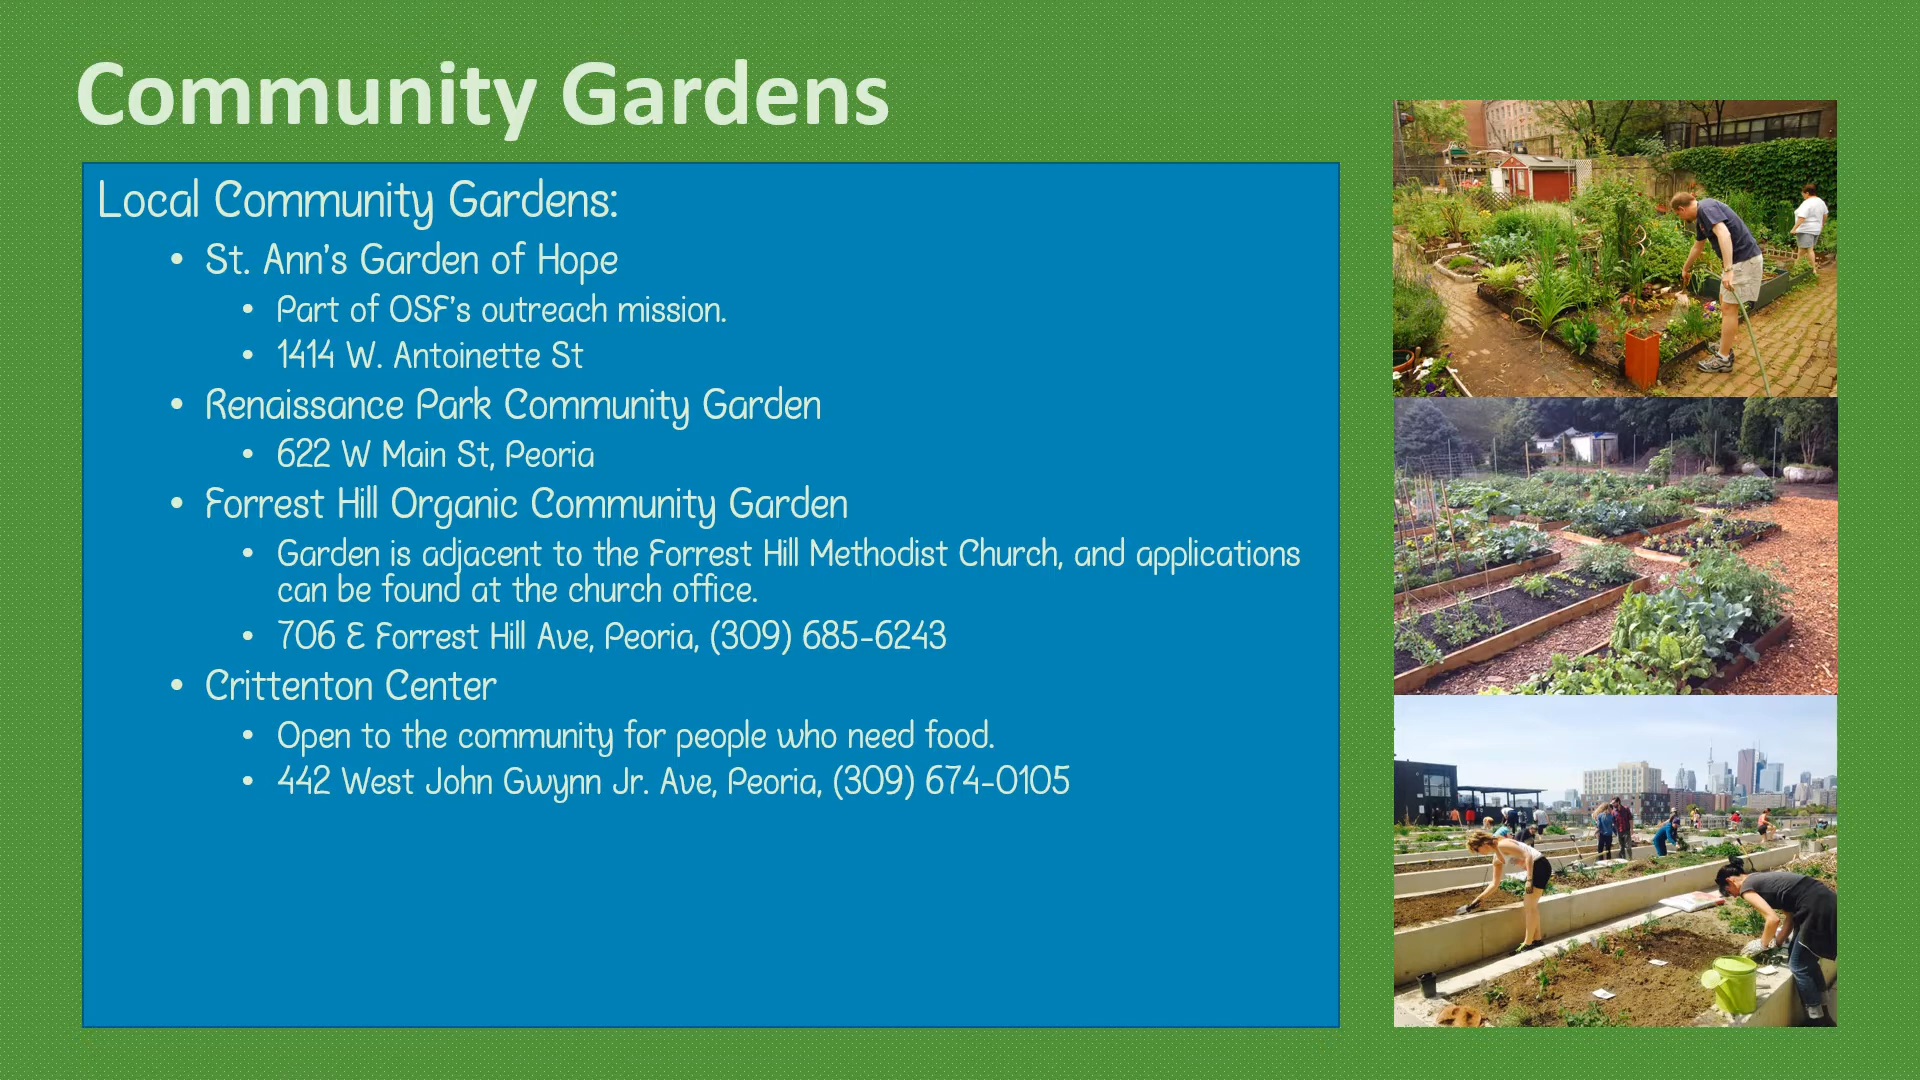 Community Gardens
Local Community Gardens:
• St. Ann's Garden of Hope
• Part of OSF's outreach mission.
• 1414 W. Antoinette St
• Renaissance Park Community Garden
• 622 W Main St, Peoria
• Forrest Hill Organic Community Garden
• Garden is adjacent to the Forrest Hill Methodist Church, and applications
can be found at the church office.
• 706 E Forrest Hill Ave, Peoria, (309) 685-6243
• Crittenton Center
• Open to the community for people who need food.
• 442 West John Gwynn Jr. Ave, Peoria, (309) 674-0105